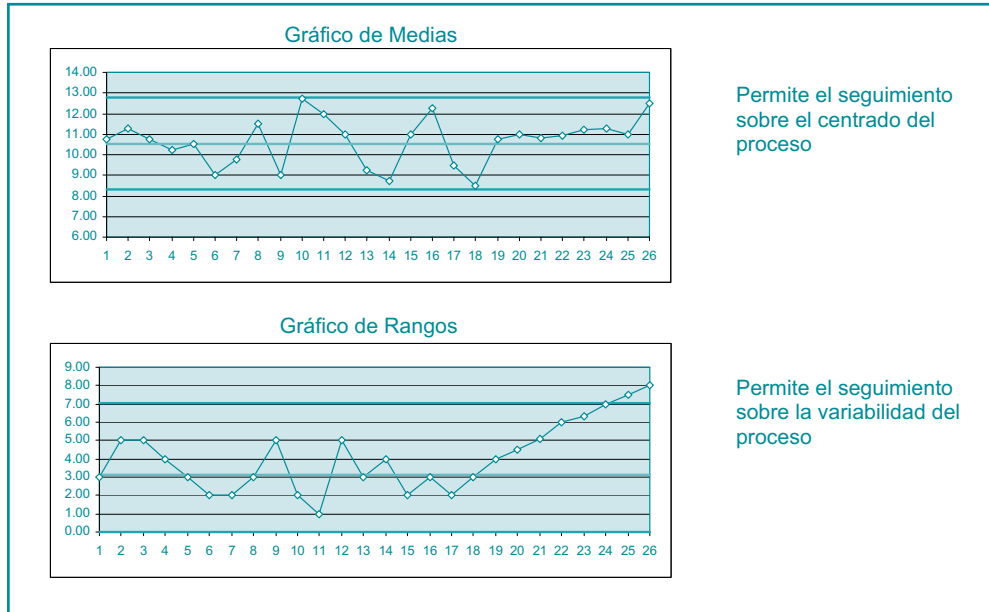 Gráfico de Medias
14.00
13.00
12.00
11.00
10.00
9.00
8.00
7.00
6.00
1 2 3 4 5 6 7 8 9 10 11 12 13 14 15 16 17 18 19 20 21 22 23 24 25 26
Permite el seguimiento
sobre el centrado del
proceso
Gráfico de Rangos
9.00
8.00
7.00
6.00
5.00
4.00
3.00
2.00
1.00
0.00
1 2 3 4 5 6 7 8 9 10 11 12 13 14 15 16 17 18 19 20 21 22 23 24 25 26
Permite el seguimiento
sobre la variabilidad del
proceso